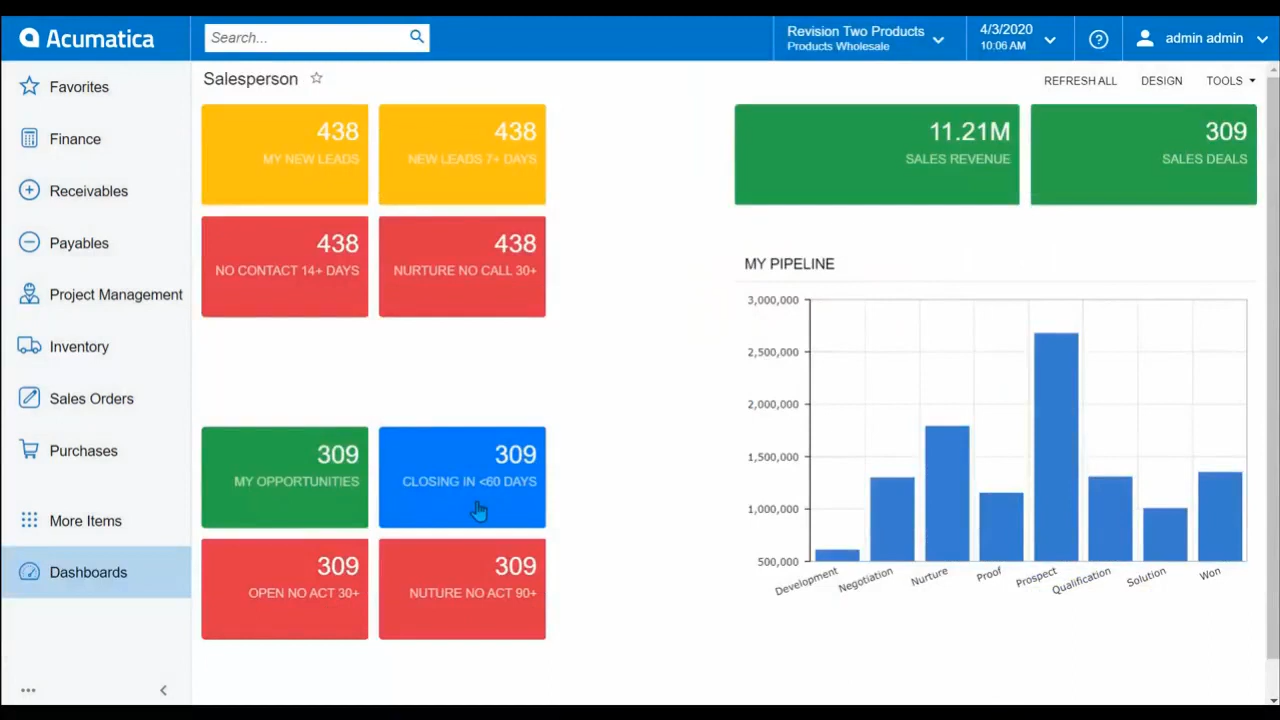 Acumatica
Search...
Revision Two Products
Products Wholesale
4/3/2020
10:06 AM
admin admin
Favorites
Finance
Receivables
Payables
Project Management
Inventory
Sales Orders
Purchases
More Items
Dashboards
Salesperson
REFRESH ALL
DESIGN
TOOLS
438
MY NEW LEADS
438
NEW LEADS 7+ DAYS
438
NO CONTACT 14+ DAYS
438
NURTURE NO CALL 30+
309
MY OPPORTUNITIES
309
CLOSING IN <60 DAYS
309
OPEN NO ACT 30+
309
NUTURE NO ACT 90+
11.21M
SALES REVENUE
309
SALES DEALS
MY PIPELINE
3,000,000
2,500,000
2,000,000
1,500,000
1,000,000
500,000
Development
Negotiation
Nurture
Proof
Prospect
Qualification
Solution
Won